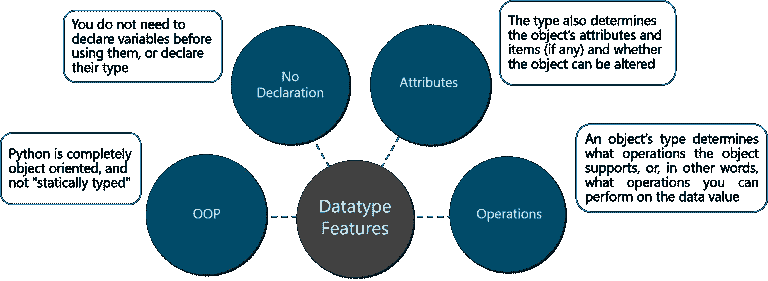 You do not need to
declare variables before
using them, or declare
their type
No
Declaration
Attributes
The type also determines
the object's attributes and
items (if any) and whether
the object can be altered
Python is completely
object oriented, and
not "statically typed"
OOP
Datatype
Features
Operations
An object's type determines
what operations the object
supports, or, in other words,
what operations you can
perform on the data value